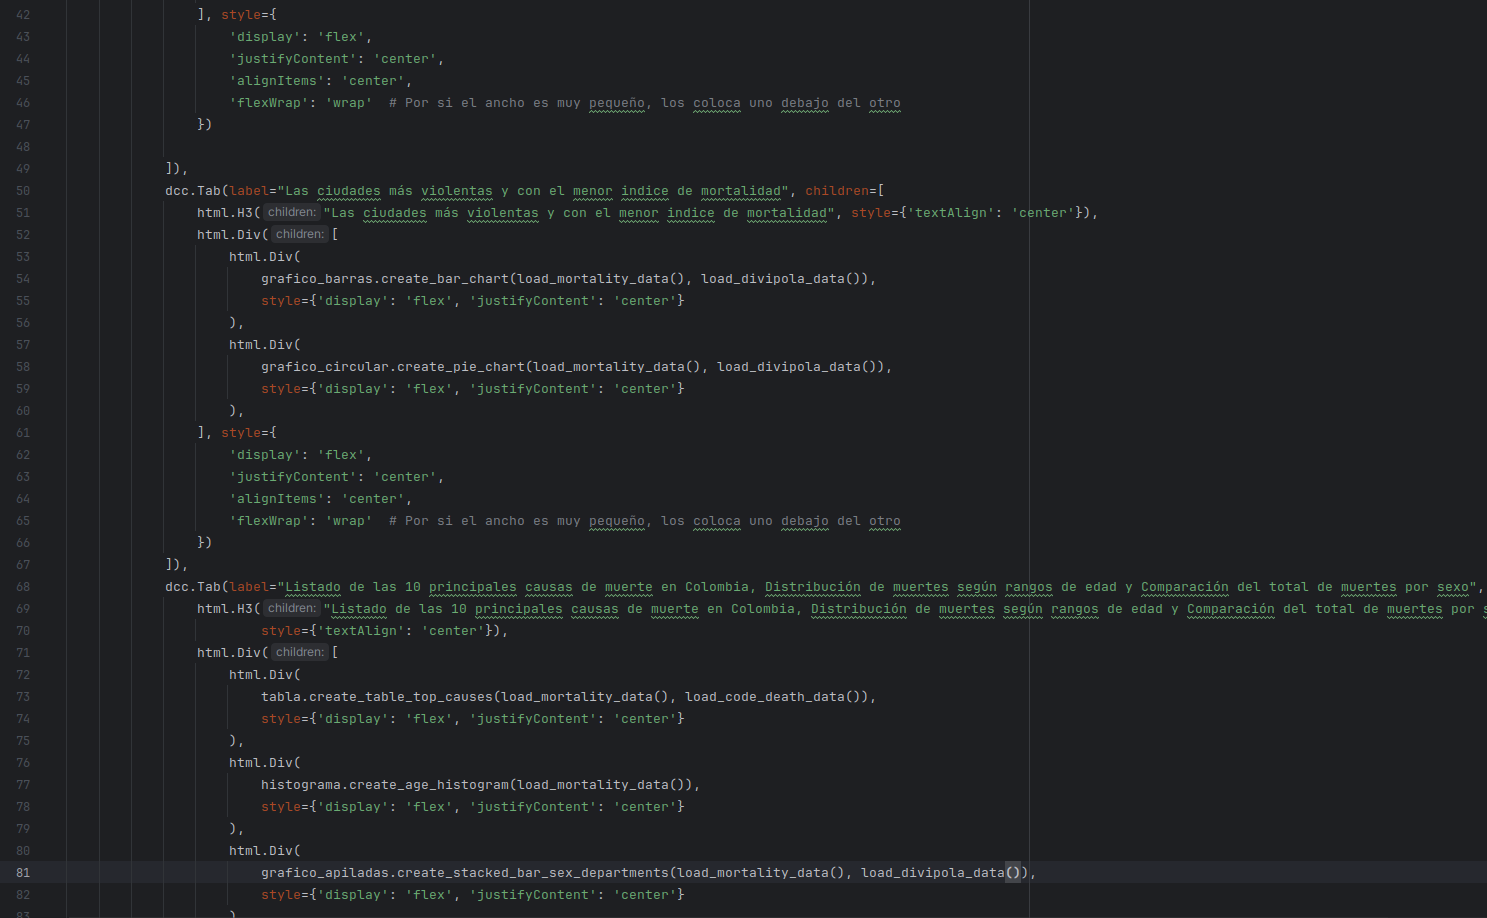 42 ], style={
43 'display': 'flex',
44 'justifyContent': 'center',
45 'alignItems': 'center',
46 'flexWrap': 'wrap'  # Por si el ancho es muy pequeño, los coloca uno debajo del otro
47 })
48
49 ]),
50 dcc.Tab(label="Las ciudades más violentas y con el menor indice de mortalidad", children=[
51 html.H3( children: "Las ciudades más violentas y con el menor indice de mortalidad", style={'textAlign': 'center'}),
52 html.Div( children: [
53 html.Div(
54 grafico_barras.create_bar_chart(load_mortality_data(), load_divipola_data()),
55 style={'display': 'flex', 'justifyContent': 'center'}
56 ),
57 html.Div(
58 grafico_circular.create_pie_chart(load_mortality_data(), load_divipola_data()),
59 style={'display': 'flex', 'justifyContent': 'center'}
60 ),
61 ], style={
62 'display': 'flex',
63 'justifyContent': 'center',
64 'alignItems': 'center',
65 'flexWrap': 'wrap'  # Por si el ancho es muy pequeño, los coloca uno debajo del otro
66 })
67 ]),
68 dcc.Tab(label="Listado de las 10 principales causas de muerte en Colombia, Distribución de muertes según rangos de edad y Comparación del total de muertes por sexo",
69 html.H3( children: "Listado de las 10 principales causas de muerte en Colombia, Distribución de muertes según rangos de edad y Comparación del total de muertes por
70 style={'textAlign': 'center'}),
71 html.Div( children: [
72 html.Div(
73 tabla.create_table_top_causes(load_mortality_data(), load_code_death_data()),
74 style={'display': 'flex', 'justifyContent': 'center'}
75 ),
76 html.Div(
77 histograma.create_age_histogram(load_mortality_data()),
78 style={'display': 'flex', 'justifyContent': 'center'}
79 ),
80 html.Div(
81 grafico_apiladas.create_stacked_bar_sex_departments(load_mortality_data(), load_divipola_data()),
82 style={'display': 'flex', 'justifyContent': 'center'}
83